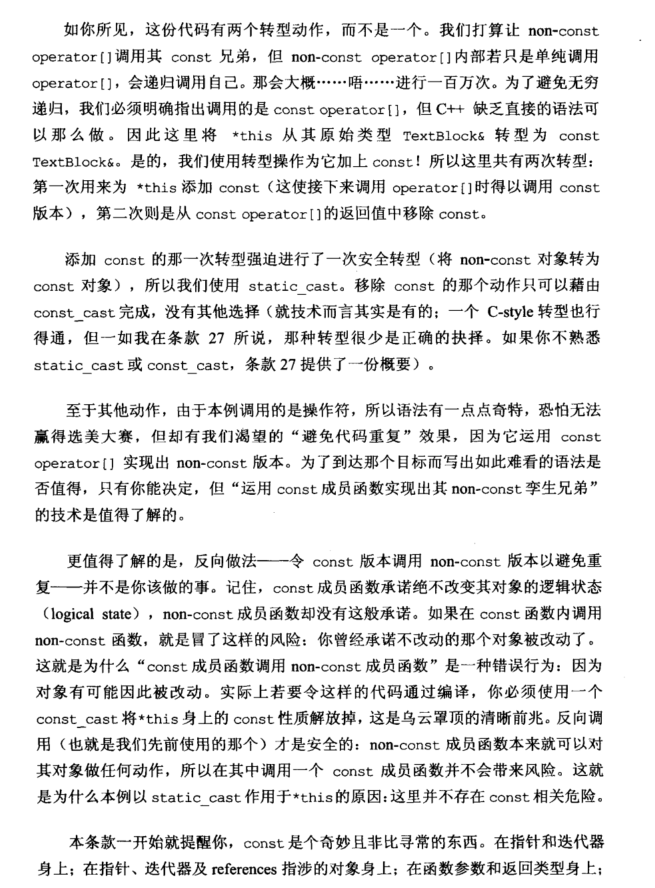 如你所见，这份代码有两个转型动作，而不是一个。我们打算让 non-const
operator[]调用其 const 兄弟，但 non-const operator[]内部若只是单纯调用
operator[]，会递归调用自己。那会大概……唔……进行一百万次。为了避免无穷
递归，我们必须明确指出调用的是 const operator[]，但 C++ 缺乏直接的语法可
以那么做。因此这里将 *this 从其原始类型 TextBlock& 转型为 const
TextBlock&。是的，我们使用转型操作为它加上 const！所以这里共有两次转型：
第一次用来为 *this 添加 const（这使接下来调用 operator[]时得以调用 const
版本），第二次则是从 const operator[]的返回值中移除 const。
添加 const 的那一次转型强迫进行了一次安全转型（将 non-const 对象转为
const 对象），所以我们使用 static_cast。移除 const 的那个动作只可以藉由
const_cast 完成，没有其他选择（就技术而言其实是有的；一个 C-style 转型也行
得通，但一如我在条款 27 所说，那种转型很少是正确的抉择。如果你不熟悉
static_cast 或 const_cast，条款 27 提供了一份概要）。
至于其他动作，由于本例调用的是操作符，所以语法有一点点奇特，恐怕无法
赢得选美大赛，但却有我们渴望的“避免代码重复”效果，因为它运用 const
operator[] 实现出 non-const 版本。为了到达那个目标而写出如此难看的语法是
否值得，只有你能决定，但“运用 const 成员函数实现出其 non-const 孪生兄弟”
的技术是值得了解的。
更值得了解的是，反向做法——令 const 版本调用 non-const 版本以避免重
复——并不是你该做的事。记住，const 成员函数承诺绝不改变其对象的逻辑状态
（logical state），non-const 成员函数却没有这般承诺。如果在 const 函数内调用
non-const 函数，就是冒了这样的风险：你曾经承诺不改动的那个对象被改动了。
这就是为什么“const 成员函数调用 non-const 成员函数”是一种错误行为：因为
对象有可能因此被改动。实际上若要令这样的代码通过编译，你必须使用一个
const_cast 将*this 身上的 const 性质解放掉，这是乌云罩顶的清晰前兆。反向调
用（也就是我们先前使用的那个）才是安全的：non-const 成员函数本来就可以对
其对象做任何动作，所以在其中调用一个 const 成员函数并不会带来风险。这就
是为什么本例以 static_cast 作用于*this 的原因：这里并不存在 const 相关危险。
本条款一开始就提醒你，const 是个奇妙且非比寻常的东西。在指针和迭代器
身上；在指针、迭代器及 references 指涉的对象身上；在函数参数和返回类型身上；